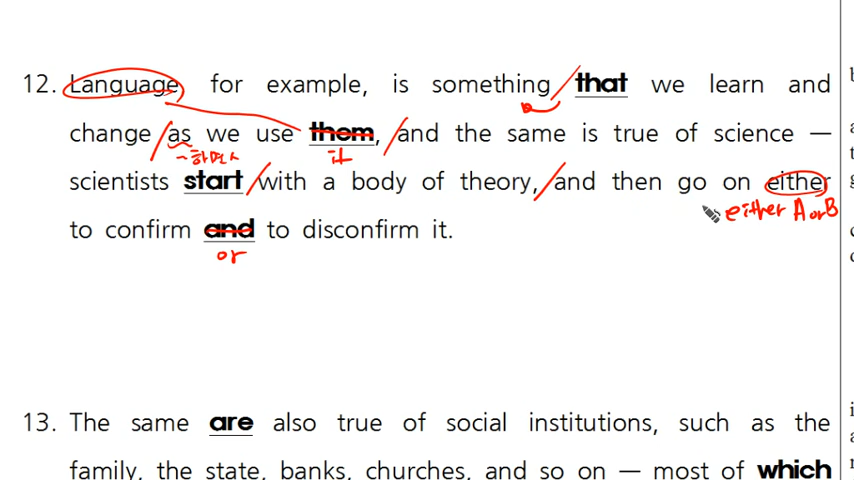 12. Language for example, is something that we learn and
change as we use them, and the same is true of science —
~하면서 it
scientists start with a body of theory, and then go on either
either A or B
to confirm and to disconfirm it.
or
13. The same are also true of social institutions, such as the
family, the state, banks, churches, and so on — most of which